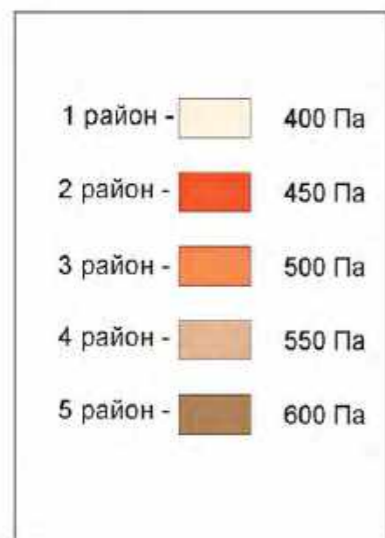 1 район - 400 Па
2 район - 450 Па
3 район - 500 Па
4 район - 550 Па
5 район - 600 Па